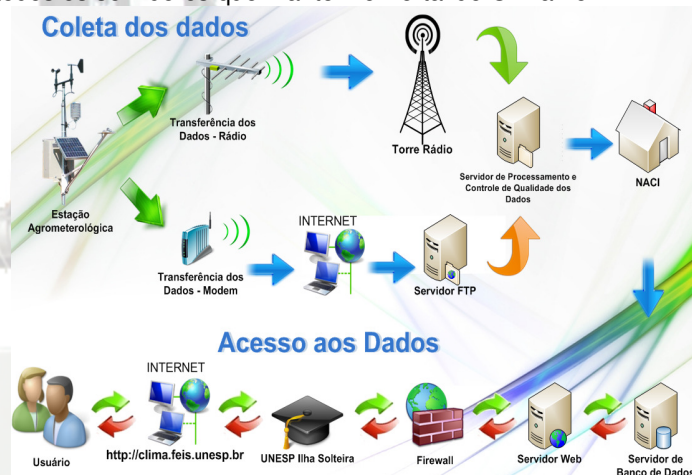 Coleta dos dados
Transferência dos
Dados - Rádio
Torre Rádio
Servidor de Processamento e
Controle de Qualidade dos
Dados
NACI
Estação
Agrometerológica
INTERNET
Transferência dos
Dados - Modem
Servidor FTP
Acesso aos Dados
INTERNET
Usuário
http://clima.feis.unesp.br
UNESP Ilha Solteira
Firewall
Servidor Web
Servidor de
Banco de Dados